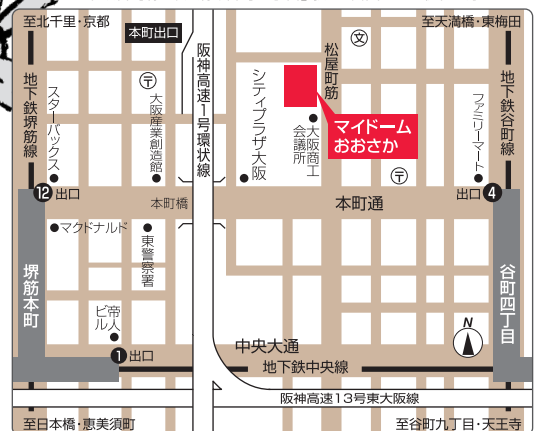 至北千里・京都
至天満橋・東梅田
本町出口
阪神高速1号環状線
松屋町筋
文
地下鉄堺筋線
スターバックス
〒
大阪産業創造館
シティプラザ大阪
大阪商工
会議所
マイドーム
おおさか
ファミリーマート
地下鉄谷町線
〒
12 出口
本町橋
本町通
出口 4
マクドナルド
東警察署
堺筋本町
谷町四丁目
帝人
ビル
N
1 出口
中央大通
地下鉄中央線
阪神高速13号東大阪線
至日本橋・恵美須町
至谷町九丁目・天王寺